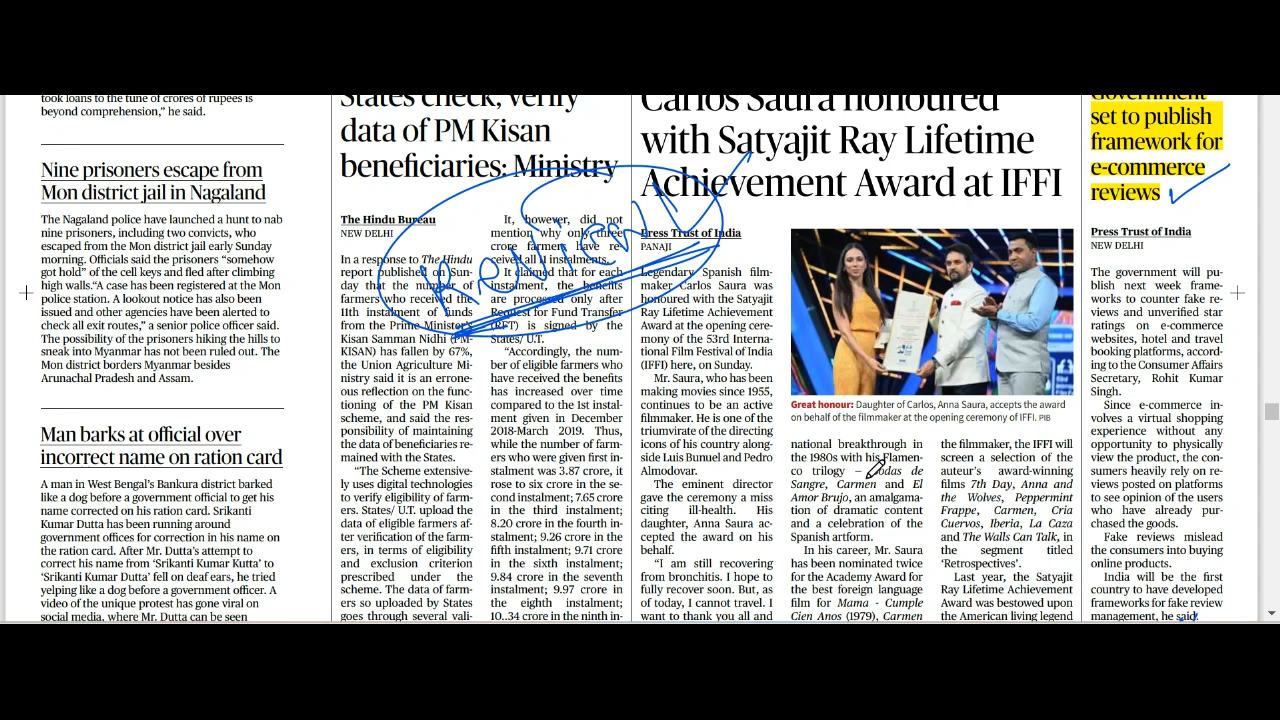 took loans to the tune of crores of rupees is
beyond comprehension,” he said.
Nine prisoners escape from
Mon district jail in Nagaland
The Nagaland police have launched a hunt to nab
nine prisoners, including two convicts, who
escaped from the Mon district jail early Sunday
morning. Officials said the prisoners “somehow
got hold” of the cell keys and fled after climbing
high walls.“A case has been registered at the Mon
police station. A lookout notice has also been
issued and other agencies have been alerted to
check all exit routes,” a senior police officer said.
The possibility of the prisoners hiking the hills to
sneak into Myanmar has not been ruled out. The
Mon district borders Myanmar besides
Arunachal Pradesh and Assam.
Man barks at official over
incorrect name on ration card
A man in West Bengal’s Bankura district barked
like a dog before a government official to get his
name corrected on his ration card. Srikanti
Kumar Dutta has been running around
government offices for correction in his name on
the ration card. After Mr. Dutta’s attempt to
correct his name from ‘Srikanti Kumar Kutta’ to
‘Srikanti Kumar Dutta’ fell on deaf ears, he tried
yelping like a dog before a government officer. A
video of the unique protest has gone viral on
social media, where Mr. Dutta can be seen
States check, verify
data of PM Kisan
beneficiaries: Ministry
The Hindu Bureau
NEW DELHI
In a response to The Hindu
report published on Sun-
day that the number of
farmers who received the
11th instalment of funds
from the Prime Minister’s
Kisan Samman Nidhi (PM-
KISAN) has fallen by 67%,
the Union Agriculture Mi-
nistry said it is an errone-
ous reflection on the func-
tioning of the PM Kisan
scheme, and said the res-
ponsibility of maintaining
the data of beneficiaries re-
mained with the States.
“The Scheme extensive-
ly uses digital technologies
to verify eligibility of farm-
ers. States/ U.T. upload the
data of eligible farmers af-
ter verification of the farm-
ers, in terms of eligibility
and exclusion criterion
prescribed under the
scheme. The data of farm-
ers so uploaded by States
goes through several vali-
It, however, did not
mention why only three
crore farmers have re-
ceived all 11 instalments.
It claimed that for each
instalment, the benefits
are processed only after
Request for Fund Transfer
(RFT) is signed by the
States/ U.T.
“Accordingly, the num-
ber of eligible farmers who
have received the benefits
has increased over time
compared to the 1st instal-
ment given in December
2018-March 2019. Thus,
while the number of farm-
ers who were given first in-
stalment was 3.87 crore, it
rose to six crore in the se-
cond instalment; 7.65 crore
in the third instalment;
8.20 crore in the fourth in-
stalment; 9.26 crore in the
fifth instalment; 9.71 crore
in the sixth instalment;
9.84 crore in the seventh
instalment; 9.97 crore in
the eighth instalment;
10..34 crore in the ninth in-
Carlos Saura honoured
with Satyajit Ray Lifetime
Achievement Award at IFFI
Press Trust of India
PANAJI
Legendary Spanish film-
maker Carlos Saura was
honoured with the Satyajit
Ray Lifetime Achievement
Award at the opening cere-
mony of the 53rd Interna-
tional Film Festival of India
(IFFI) here, on Sunday.
Mr. Saura, who has been
making movies since 1955,
continues to be an active
filmmaker. He is one of the
triumvirate of the directing
icons of his country along-
side Luis Bunuel and Pedro
Almodovar.
The eminent director
gave the ceremony a miss
citing ill-health. His
daughter, Anna Saura ac-
cepted the award on his
behalf.
“I am still recovering
from bronchitis. I hope to
fully recover soon. But, as
of today, I cannot travel. I
want to thank you all and
Great honour: Daughter of Carlos, Anna Saura, accepts the award
on behalf of the filmmaker at the opening ceremony of IFFI. PIB
national breakthrough in
the 1980s with his Flamen-
co trilogy – Bodas de
Sangre, Carmen and El
Amor Brujo, an amalgama-
tion of dramatic content
and a celebration of the
Spanish artform.
In his career, Mr. Saura
has been nominated twice
for the Academy Award for
the best foreign language
film for Mama - Cumple
Cien Anos (1979), Carmen
the filmmaker, the IFFI will
screen a selection of the
auteur’s award-winning
films 7th Day, Anna and
the Wolves, Peppermint
Frappe, Carmen, Cria
Cuervos, Iberia, La Caza
and The Walls Can Talk, in
the segment titled
‘Retrospectives’.
Last year, the Satyajit
Ray Lifetime Achievement
Award was bestowed upon
the American living legend
Government
set to publish
framework for
e-commerce
reviews
Press Trust of India
NEW DELHI
The government will pu-
blish next week frame-
works to counter fake re-
views and unverified star
ratings on e-commerce
websites, hotel and travel
booking platforms, accord-
ing to the Consumer Affairs
Secretary, Rohit Kumar
Singh.
Since e-commerce in-
volves a virtual shopping
experience without any
opportunity to physically
view the product, the con-
sumers heavily rely on re-
views posted on platforms
to see opinion of the users
who have already pur-
chased the goods.
Fake reviews mislead
the consumers into buying
online products.
India will be the first
country to have developed
frameworks for fake review
management, he said.